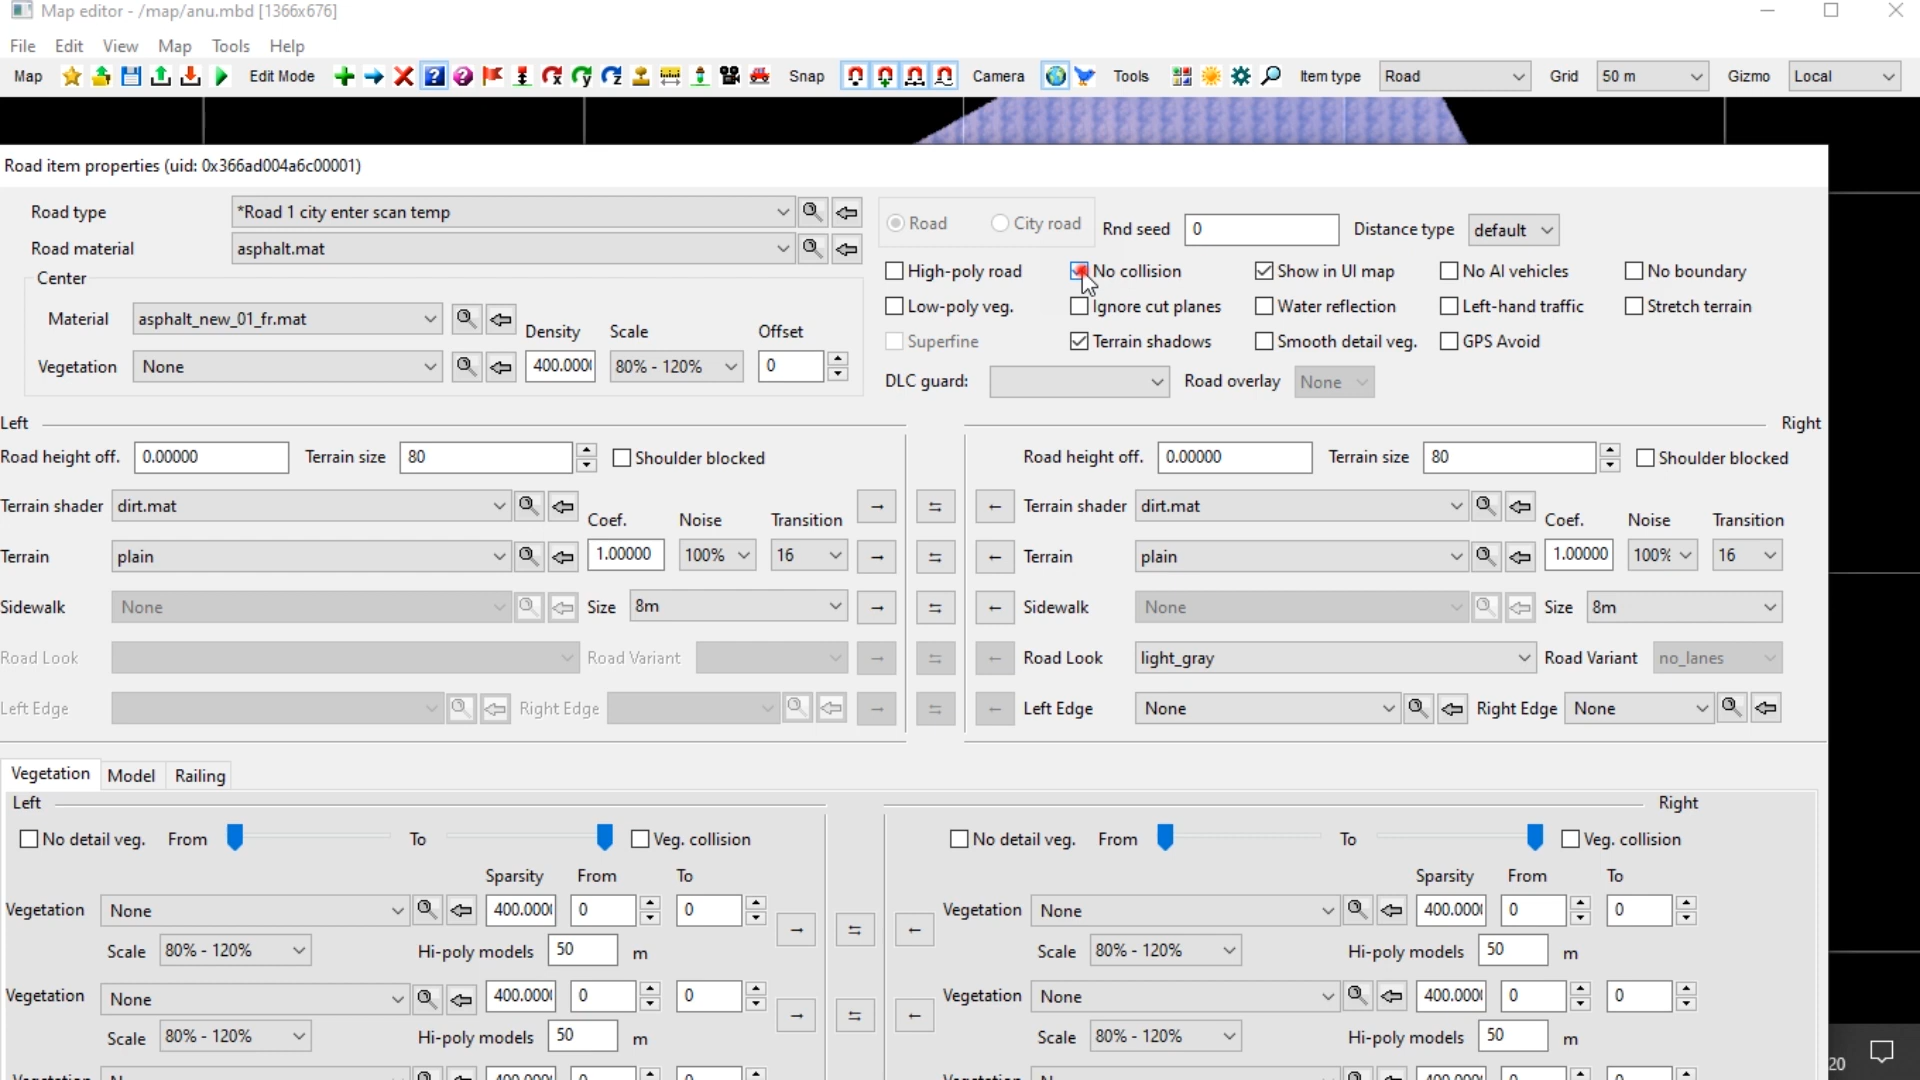 Map editor - /map/anu.mbd [1366x676]
File Edit View Map Tools Help
Map Edit Mode Snap Camera Tools Item type Road Grid 50 m Gizmo Local
Road item properties (uid: 0x366ad004a6c00001)
Road type *Road 1 city enter scan temp Road City road Rnd seed 0 Distance type default
Road material asphalt.mat
Center High-poly road No collision Show in UI map No AI vehicles No boundary
Material asphalt_new_01_fr.mat Density Scale Offset Low-poly veg. Ignore cut planes Water reflection Left-hand traffic Stretch terrain
Superfine Terrain shadows Smooth detail veg. GPS Avoid
Vegetation None 400.000 80% - 120% 0 DLC guard: Road overlay None
Left Right
Road height off. 0.00000 Terrain size 80 Shoulder blocked Road height off. 0.00000 Terrain size 80 Shoulder blocked
Terrain shader dirt.mat Coef. Noise Transition → ⇆ ← Terrain shader dirt.mat Coef. Noise Transition
Terrain plain 1.00000 100% 16 → ⇆ ← Terrain plain 1.00000 100% 16
Sidewalk None Size 8m → ⇆ ← Sidewalk None Size 8m
Road Look Road Variant → ⇆ ← Road Look light_gray Road Variant no_lanes
Left Edge Right Edge → ⇆ ← Left Edge None Right Edge None
Vegetation Model Railing
Left Right
No detail veg. From To Veg. collision No detail veg. From To Veg. collision
Sparsity From To Sparsity From To
Vegetation None 400.000 0 0 → ⇆ ← Vegetation None 400.000 0 0
Scale 80% - 120% Hi-poly models 50 m Scale 80% - 120% Hi-poly models 50 m
Vegetation None 400.000 0 0 → ⇆ ← Vegetation None 400.000 0 0
Scale 80% - 120% Hi-poly models 50 m Scale 80% - 120% Hi-poly models 50 m
20